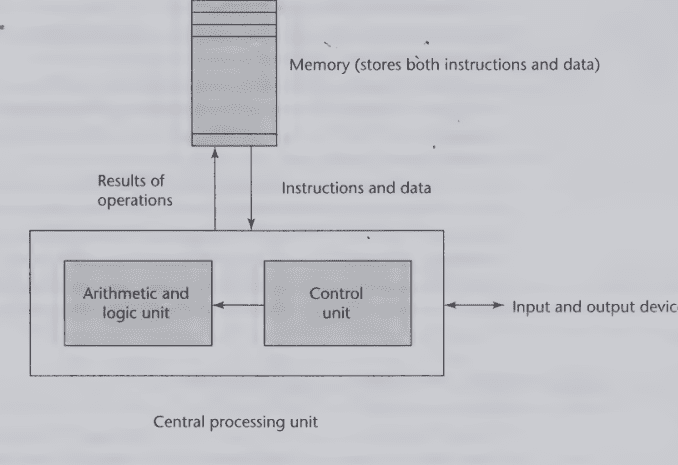 Memory (stores both instructions and data)
Results of
operations
Instructions and data
Arithmetic and
logic unit
Control
unit
Input and output devic
Central processing unit